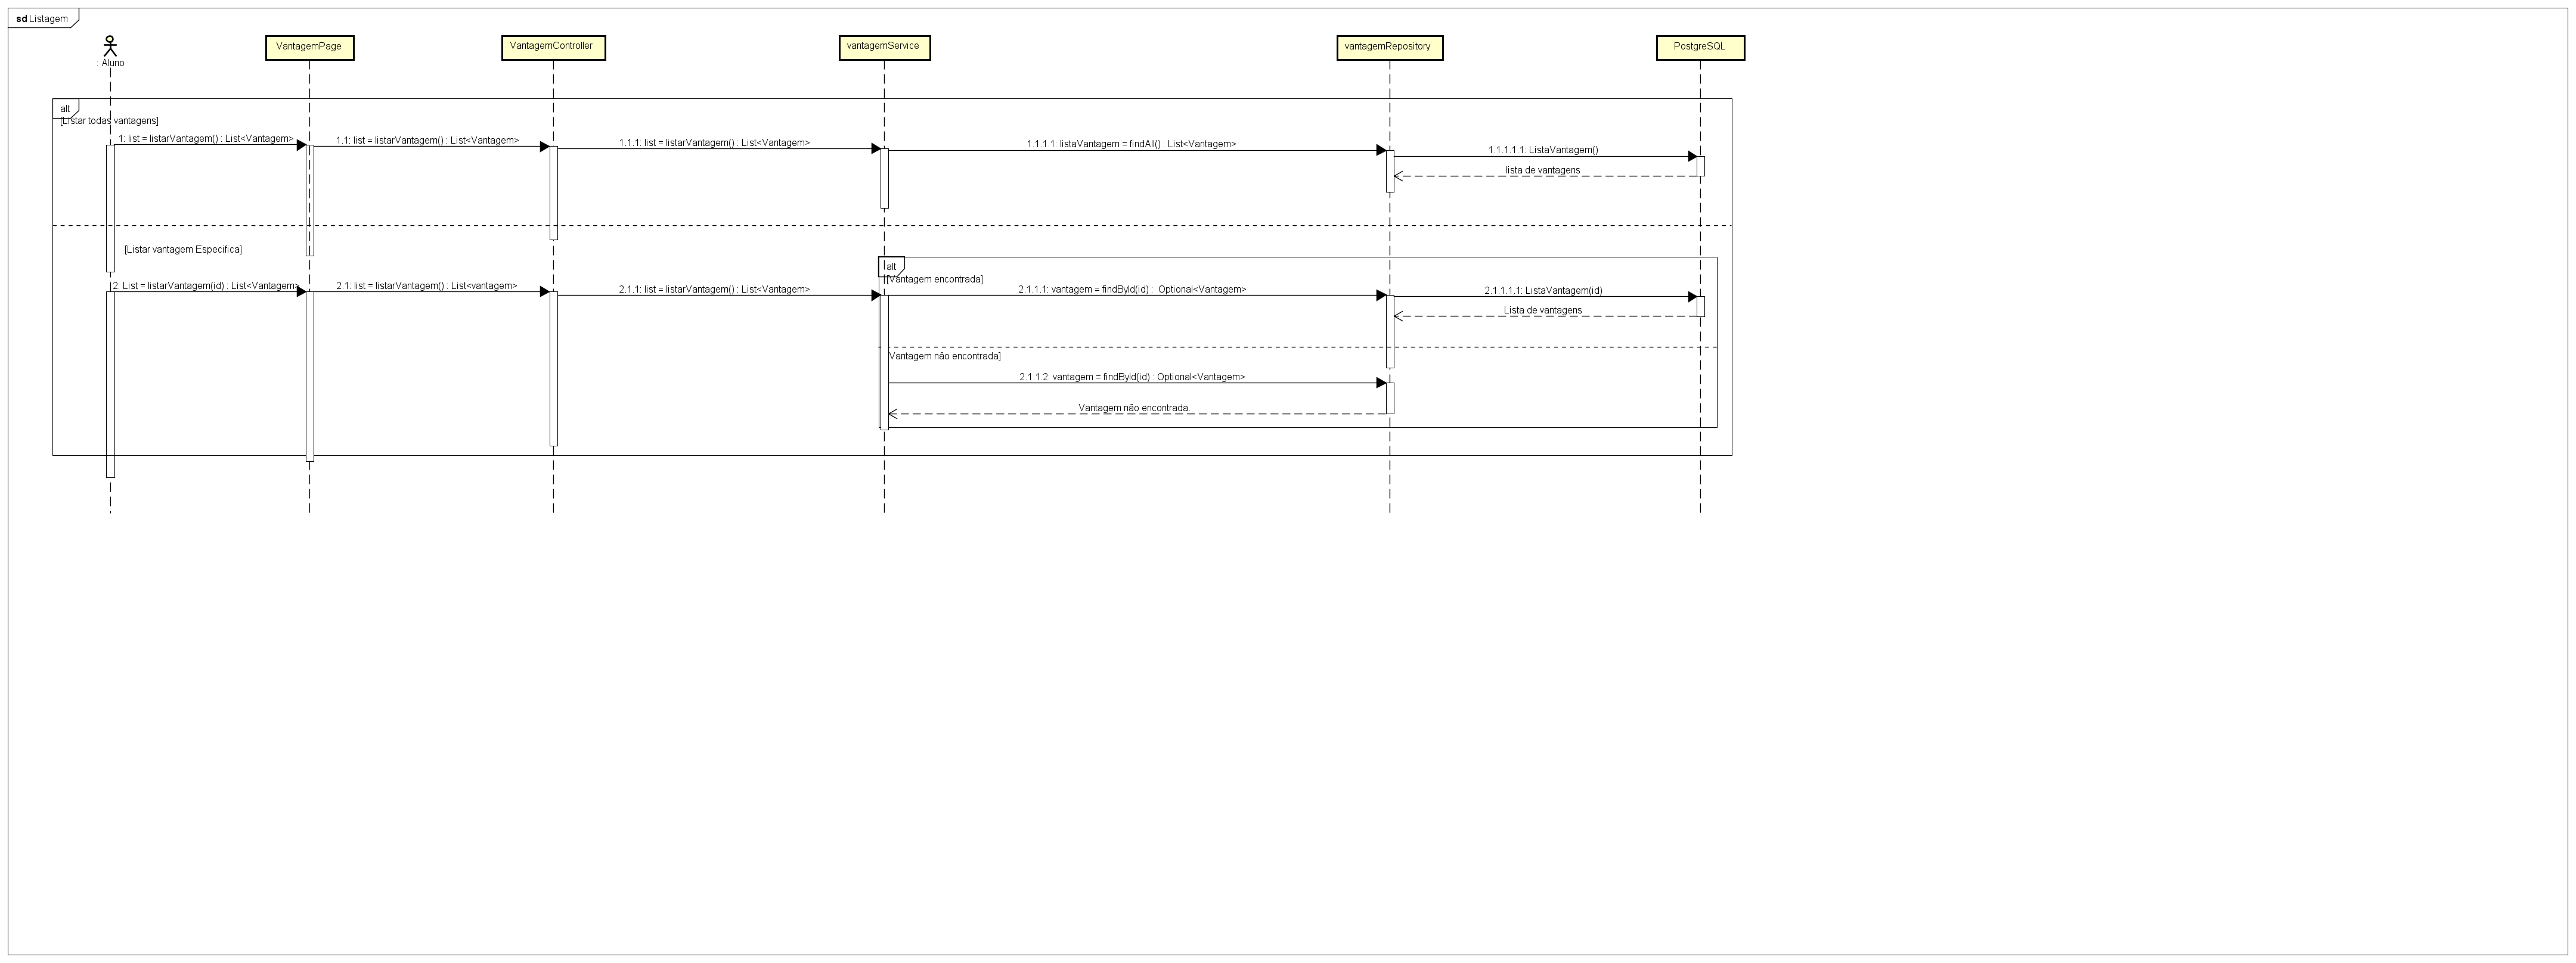 sd Listagem
: Aluno
VantagemPage
VantagemController
vantagemService
vantagemRepository
PostgreSQL
alt
[Listar todas vantagens]
1: list = listarVantagem() : List<Vantagem>
1.1: list = listarVantagem() : List<Vantagem>
1.1.1: list = listarVantagem() : List<Vantagem>
1.1.1.1: listaVantagem = findAll() : List<Vantagem>
1.1.1.1.1: ListaVantagem()
lista de vantagens
[Listar vantagem Especifica]
alt
[Vantagem encontrada]
2: List = listarVantagem(id) : List<Vantagem>
2.1: list = listarVantagem() : List<vantagem>
2.1.1: list = listarVantagem() : List<Vantagem>
2.1.1.1: vantagem = findById(id) : Optional<Vantagem>
2.1.1.1.1: ListaVantagem(id)
Lista de vantagens
Vantagem não encontrada]
2.1.1.2: vantagem = findById(id) : Optional<Vantagem>
Vantagem não encontrada.